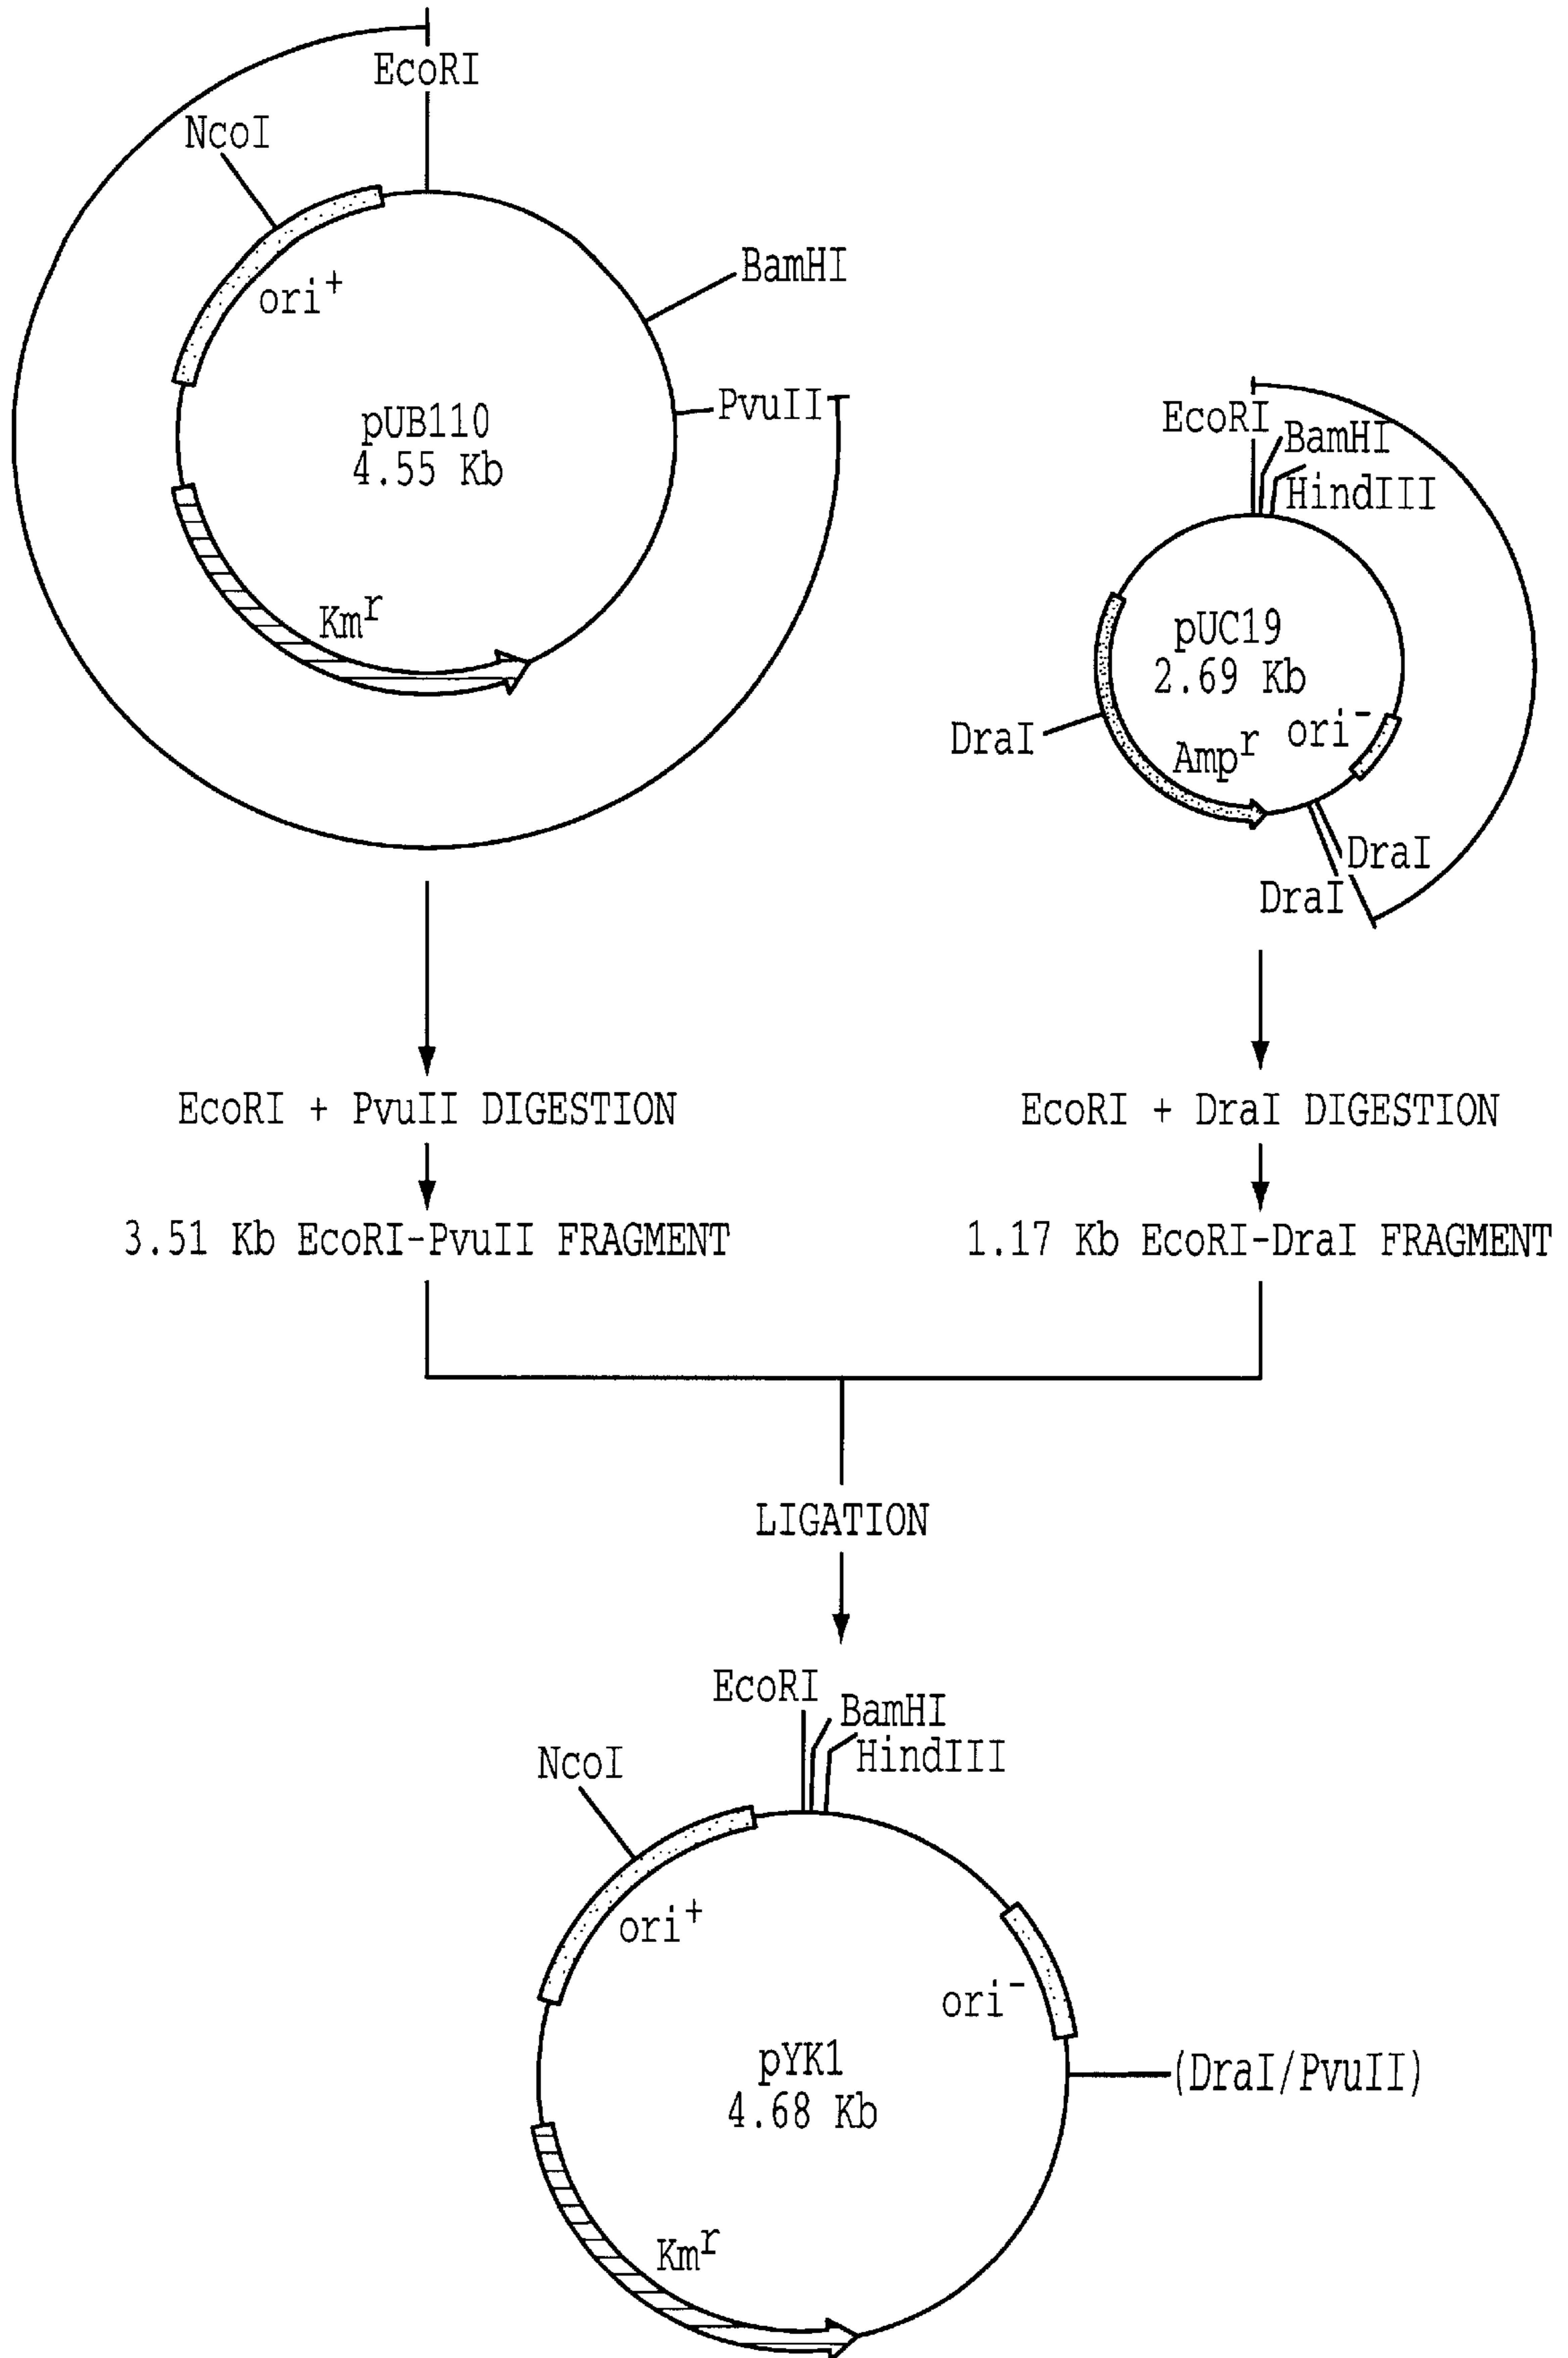 EcoRI
NcoI
ori+
BamHI
PvuII
pUB110
4.55 Kb
Kmr
EcoRI
BamHI
HindIII
pUC19
2.69 Kb
DraI
Ampr
ori-
DraI
DraI
EcoRI + PvuII DIGESTION
EcoRI + DraI DIGESTION
3.51 Kb EcoRI-PvuII FRAGMENT
1.17 Kb EcoRI-DraI FRAGMENT
LIGATION
EcoRI
BamHI
HindIII
NcoI
ori+
ori-
pYK1
4.68 Kb
(DraI/PvuII)
Kmr